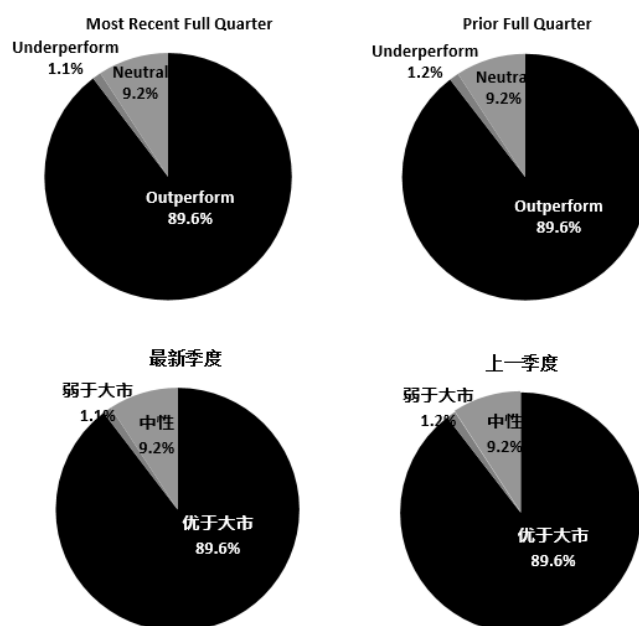 Most Recent Full Quarter
Underperform
1.1%
Neutral
9.2%
Outperform
89.6%
Prior Full Quarter
Underperform
1.2%
Neutral
9.2%
Outperform
89.6%
最新季度
弱于大市
1.1%
中性
9.2%
优于大市
89.6%
上一季度
弱于大市
1.2%
中性
9.2%
优于大市
89.6%